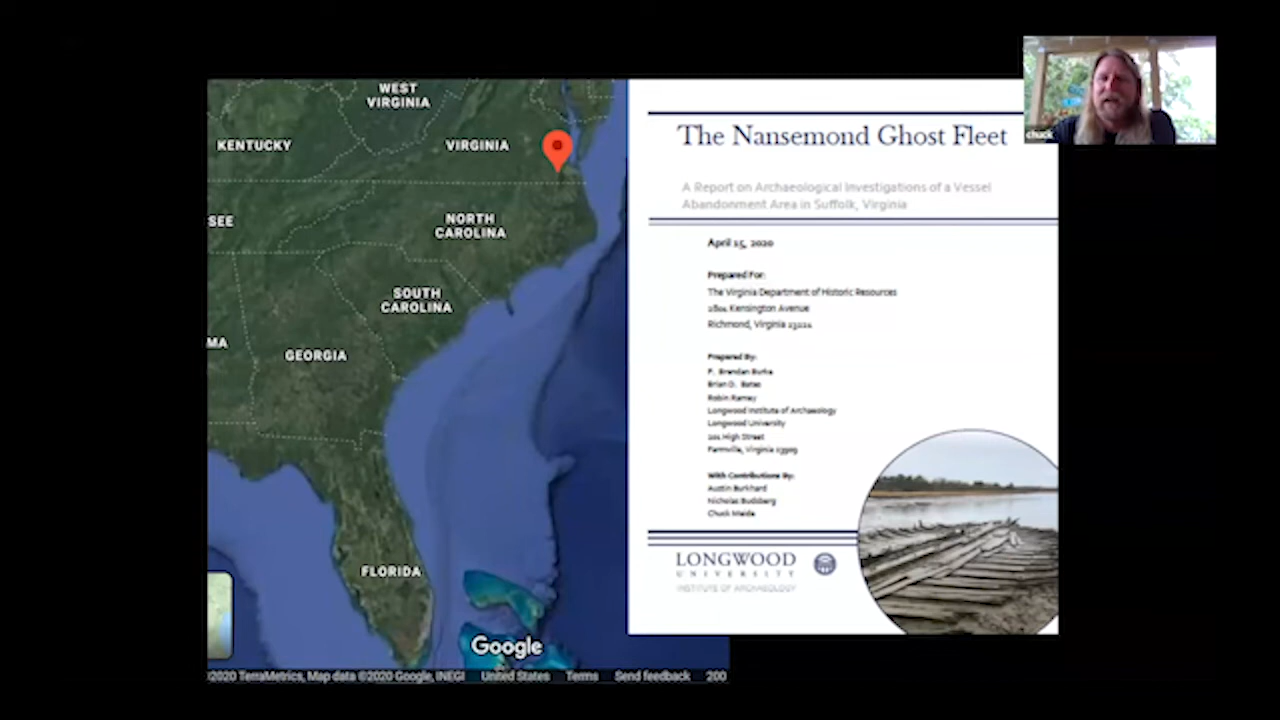 WEST
VIRGINIA
KENTUCKY
VIRGINIA
SEE
NORTH
CAROLINA
SOUTH
CAROLINA
MA
GEORGIA
FLORIDA
Google
2020 TerraMetrics, Map data ©2020 Google, INEGI United States Terms Send feedback 200
The Nansemond Ghost Fleet
A Report on Archaeological Investigations of a Vessel
Abandonment Area in Suffolk, Virginia
April 15, 2020
Prepared For:
The Virginia Department of Historic Resources
Kensington Avenue
Richmond, Virginia
Prepared By:
P. Brendan Burke
Brian D. Bates
Robin Ramey
Longwood Institute of Archaeology
Longwood University
201 High Street
Farmville, Virginia 23909
With Contributions By:
Austin Burkhard
Nicholas Budsberg
Chuck Meide
LONGWOOD
UNIVERSITY
INSTITUTE OF ARCHAEOLOGY
chuck